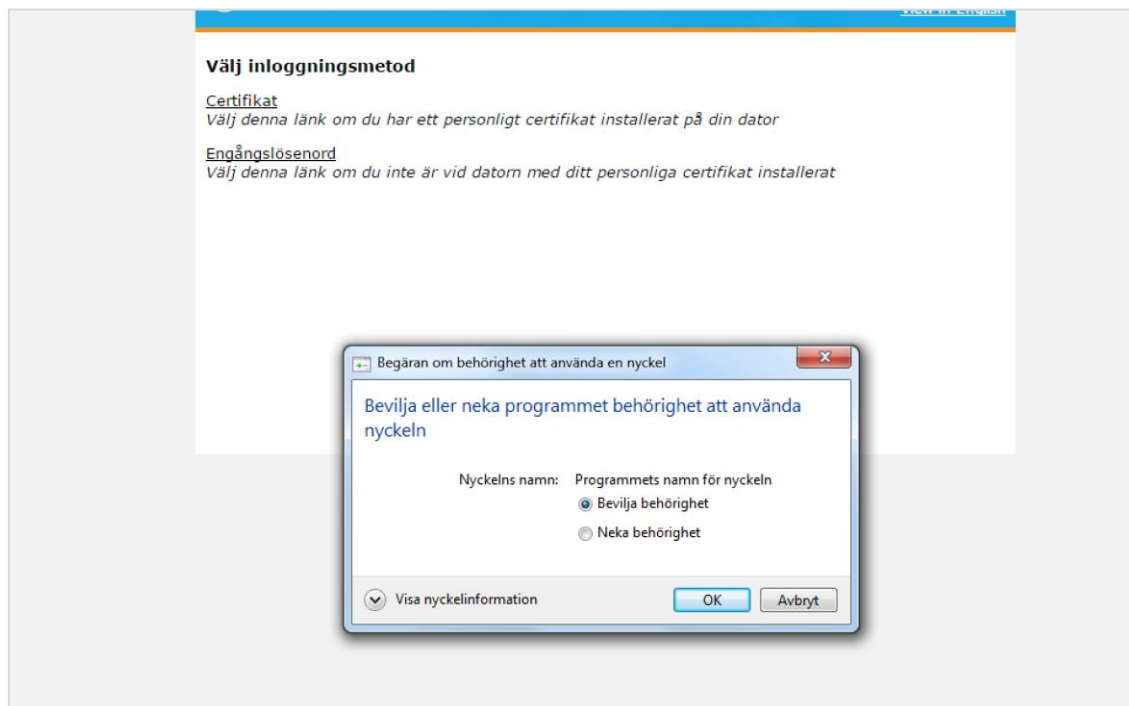 View in English
Välj inloggningsmetod
Certifikat
Välj denna länk om du har ett personligt certifikat installerat på din dator
Engångslösenord
Välj denna länk om du inte är vid datorn med ditt personliga certifikat installerat
Begäran om behörighet att använda en nyckel
Bevilja eller neka programmet behörighet att använda
nyckeln
Nyckelns namn: Programmets namn för nyckeln
Bevilja behörighet
Neka behörighet
Visa nyckelinformation OK Avbryt